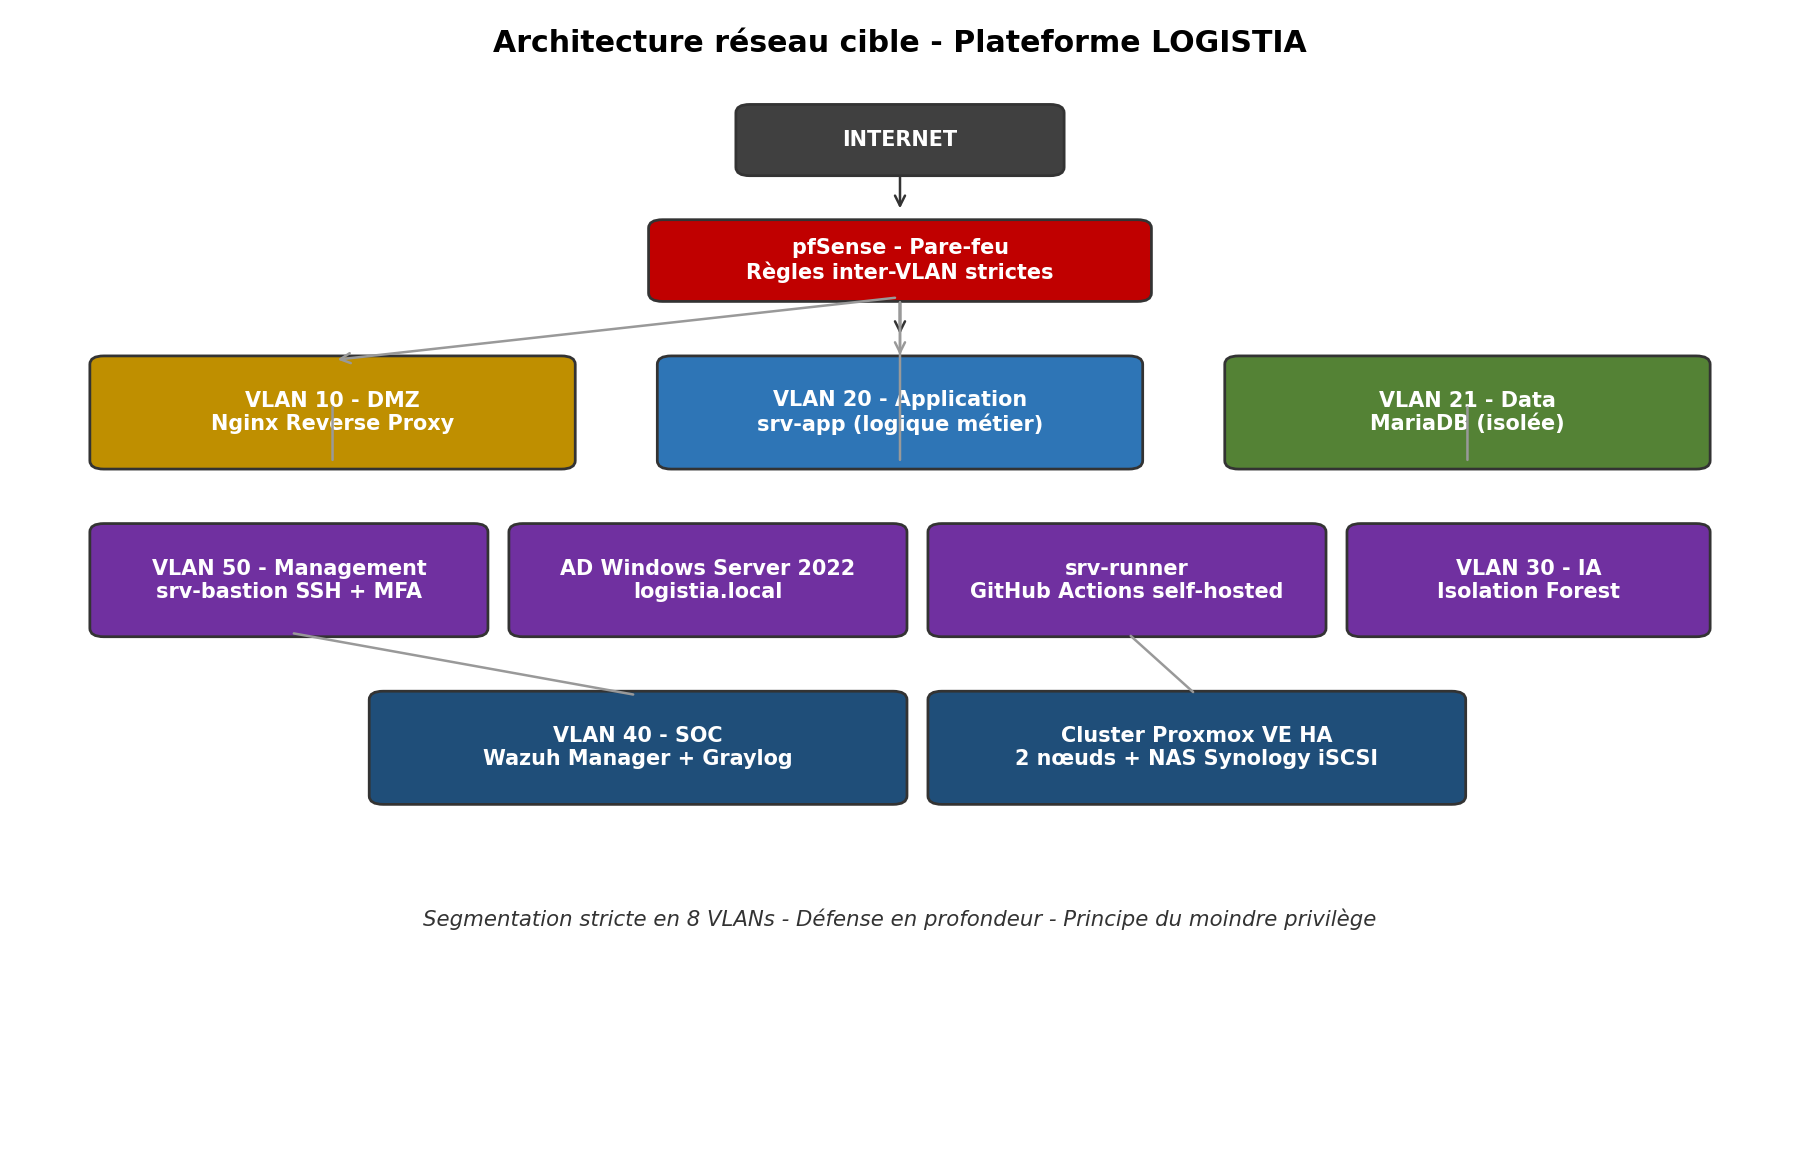 Architecture réseau cible - Plateforme LOGISTIA
INTERNET
pfSense - Pare-feu
Règles inter-VLAN strictes
VLAN 10 - DMZ
Nginx Reverse Proxy
VLAN 20 - Application
srv-app (logique métier)
VLAN 21 - Data
MariaDB (isolée)
VLAN 50 - Management
srv-bastion SSH + MFA
AD Windows Server 2022
logistia.local
srv-runner
GitHub Actions self-hosted
VLAN 30 - IA
Isolation Forest
VLAN 40 - SOC
Wazuh Manager + Graylog
Cluster Proxmox VE HA
2 nœuds + NAS Synology iSCSI
Segmentation stricte en 8 VLANs - Défense en profondeur - Principe du moindre privilège